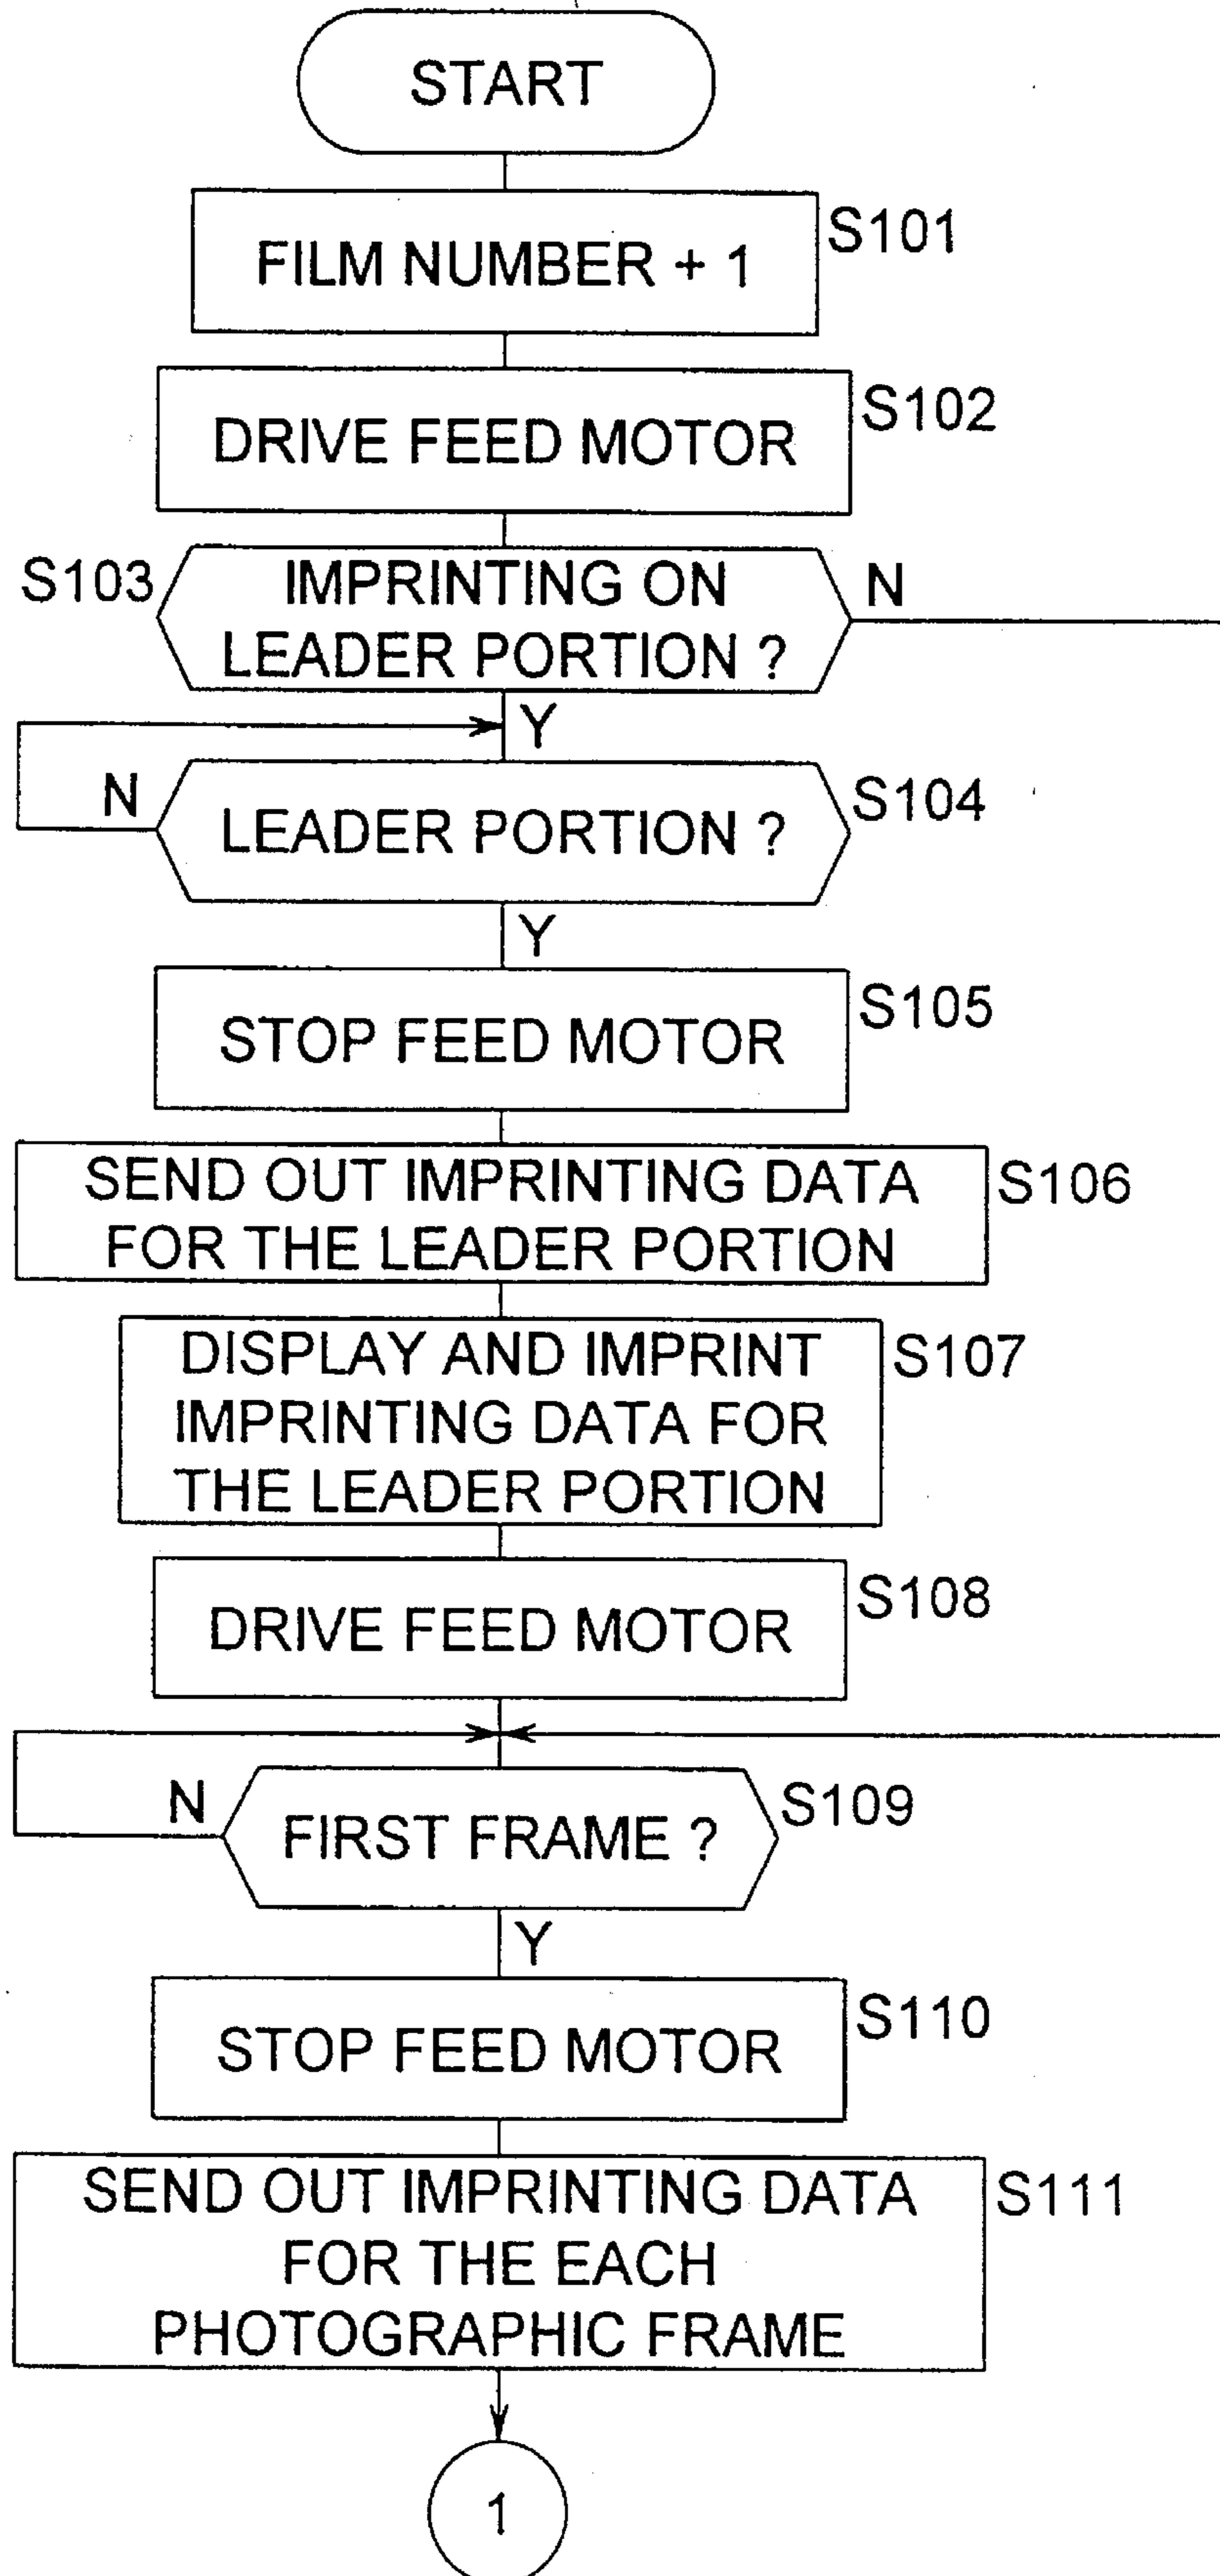 START
FILM NUMBER + 1
S101
DRIVE FEED MOTOR
S102
S103
IMPRINTING ON
LEADER PORTION ?
N
Y
N
LEADER PORTION ?
S104
Y
STOP FEED MOTOR
S105
SEND OUT IMPRINTING DATA
FOR THE LEADER PORTION
S106
DISPLAY AND IMPRINT
IMPRINTING DATA FOR
THE LEADER PORTION
S107
DRIVE FEED MOTOR
S108
N
FIRST FRAME ?
S109
Y
STOP FEED MOTOR
S110
SEND OUT IMPRINTING DATA
FOR THE EACH
PHOTOGRAPHIC FRAME
S111
1